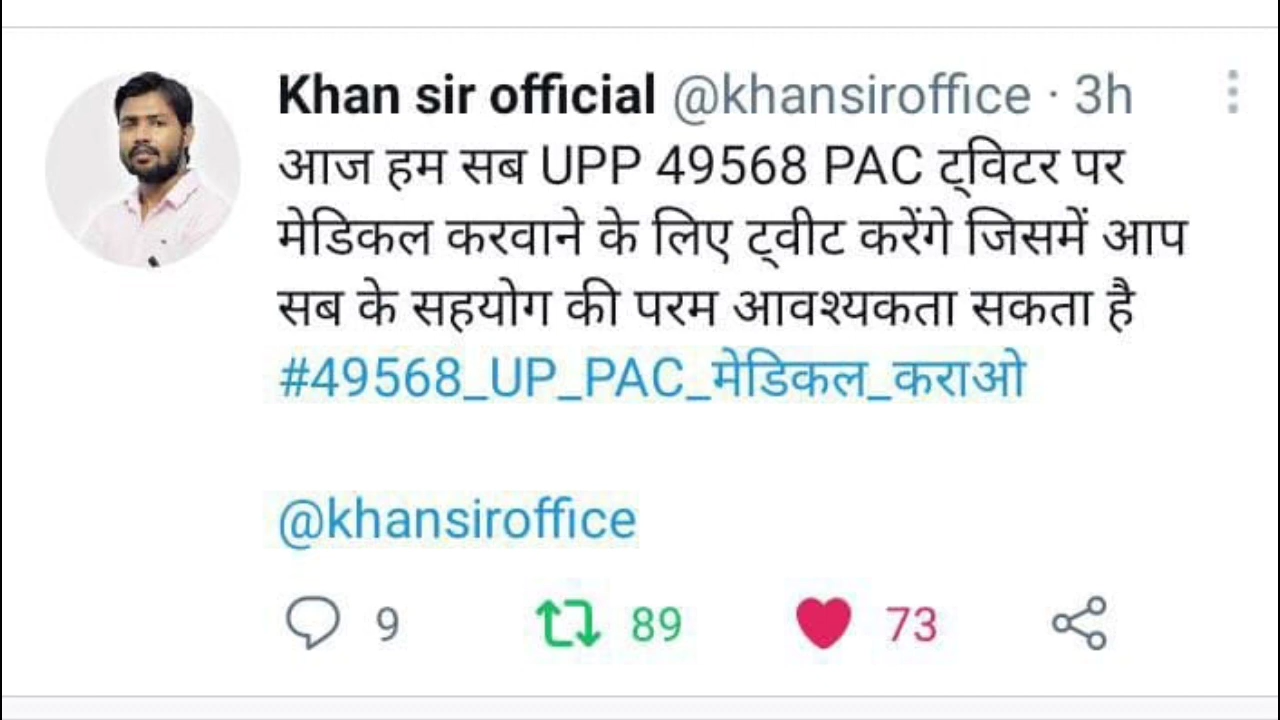 Khan sir official @khansiroffice · 3h
आज हम सब UPP 49568 PAC ट्विटर पर
मेडिकल करवाने के लिए ट्वीट करेंगे जिसमें आप
सब के सहयोग की परम आवश्यकता सकता है
#49568_UP_PAC_मेडिकल_कराओ
@khansiroffice
9 89 73